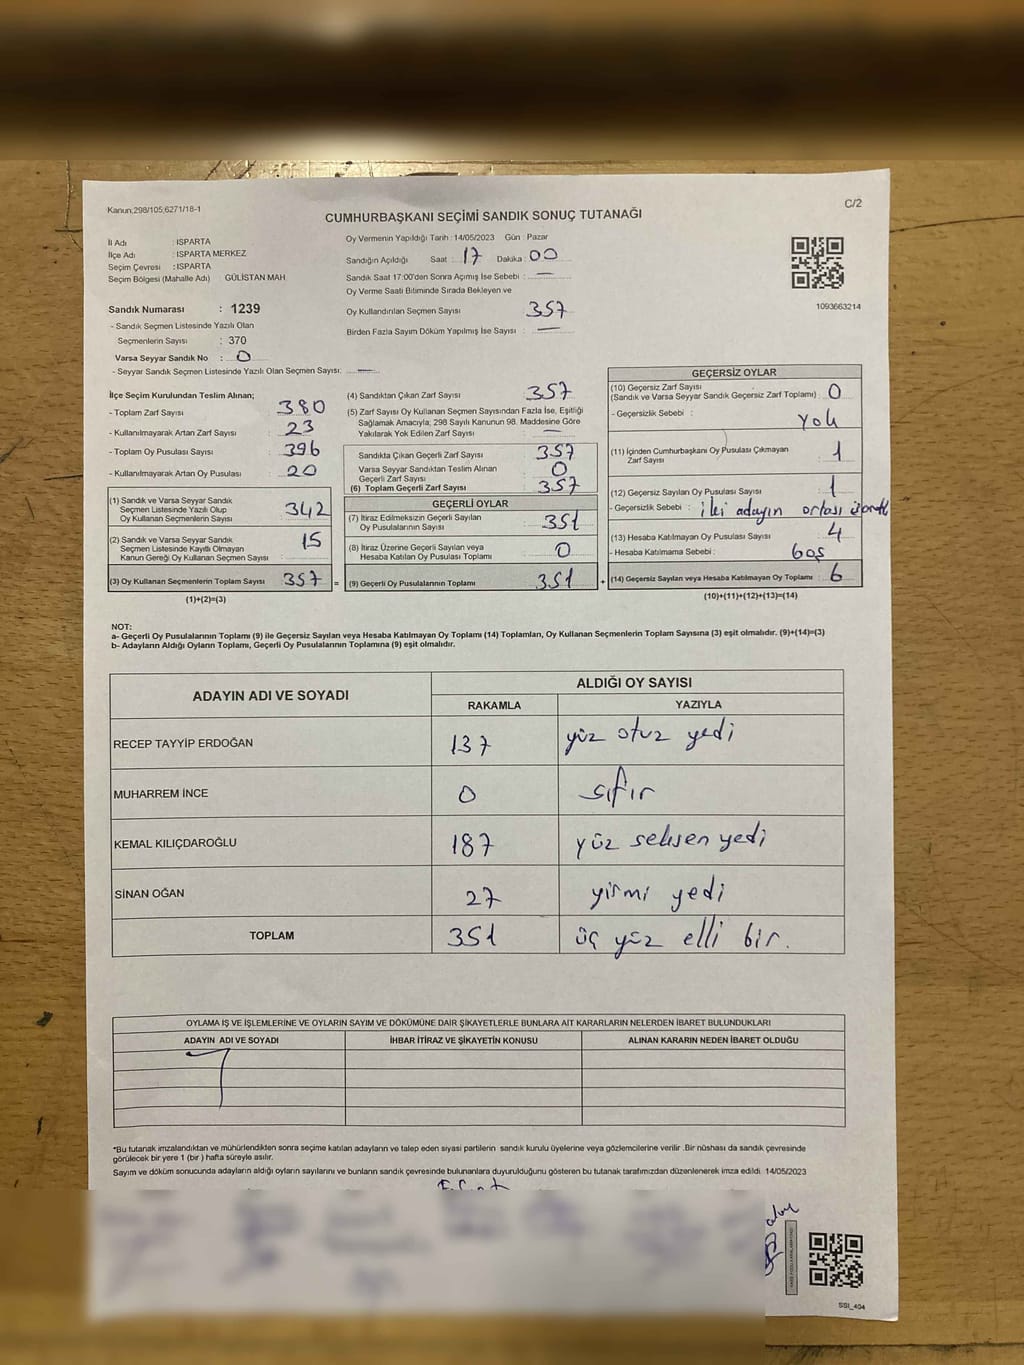 Kanun:298/105;6271/18-1
C/2
CUMHURBAŞKANI SEÇİMİ SANDIK SONUÇ TUTANAĞI
İl Adı : ISPARTA
İlçe Adı : ISPARTA MERKEZ
Seçim Çevresi : ISPARTA
Seçim Bölgesi (Mahalle Adı) GÜLİSTAN MAH
Sandık Numarası : 1239
- Sandık Seçmen Listesinde Yazılı Olan
Seçmenlerin Sayısı : 370
Varsa Seyyar Sandık No : 0
- Seyyar Sandık Seçmen Listesinde Yazılı Olan Seçmen Sayısı: —
Oy Vermenin Yapıldığı Tarih : 14/05/2023 Gün : Pazar
Sandığın Açıldığı Saat : 17 Dakika : 00
Sandık Saat 17:00'den Sonra Açılmış İse Sebebi : —
Oy Verme Saati Bitiminde Sırada Bekleyen ve
Oy Kullandırılan Seçmen Sayısı : 357
Birden Fazla Sayım Döküm Yapılmış İse Sayısı : —
1093663214
İlçe Seçim Kurulundan Teslim Alınan;
- Toplam Zarf Sayısı : 380
- Kullanılmayarak Artan Zarf Sayısı : 23
- Toplam Oy Pusulası Sayısı : 396
- Kullanılmayarak Artan Oy Pusulası : 20
(1) Sandık ve Varsa Seyyar Sandık
Seçmen Listesinde Yazılı Olup
Oy Kullanan Seçmenlerin Sayısı : 342
(2) Sandık ve Varsa Seyyar Sandık
Seçmen Listesinde Kayıtlı Olmayan
Kanun Gereği Oy Kullanan Seçmen Sayısı : 15
(3) Oy Kullanan Seçmenlerin Toplam Sayısı : 357 =
(1)+(2)=(3)
(4) Sandıktan Çıkan Zarf Sayısı : 357
(5) Zarf Sayısı Oy Kullanan Seçmen Sayısından Fazla İse, Eşitliği
Sağlamak Amacıyla; 298 Sayılı Kanunun 98. Maddesine Göre
Yakılarak Yok Edilen Zarf Sayısı : —
Sandıkta Çıkan Geçerli Zarf Sayısı : 357
Varsa Seyyar Sandıktan Teslim Alınan
Geçerli Zarf Sayısı : 0
(6) Toplam Geçerli Zarf Sayısı : 357
GEÇERLİ OYLAR
(7) İtiraz Edilmeksizin Geçerli Sayılan
Oy Pusulalarının Sayısı : 351
(8) İtiraz Üzerine Geçerli Sayılan veya
Hesaba Katılan Oy Pusulası Toplamı : 0
(9) Geçerli Oy Pusulalarının Toplamı : 351 +
GEÇERSİZ OYLAR
(10) Geçersiz Zarf Sayısı
(Sandık ve Varsa Seyyar Sandık Geçersiz Zarf Toplamı) : 0
- Geçersizlik Sebebi : Yok
(11) İçinden Cumhurbaşkanı Oy Pusulası Çıkmayan
Zarf Sayısı : 1
(12) Geçersiz Sayılan Oy Pusulası Sayısı : 1
- Geçersizlik Sebebi : iki adayın ortası
(13) Hesaba Katılmayan Oy Pusulası Sayısı : 4
- Hesaba Katılmama Sebebi : boş
(14) Geçersiz Sayılan veya Hesaba Katılmayan Oy Toplamı : 6
(10)+(11)+(12)+(13)=(14)
NOT:
a- Geçerli Oy Pusulalarının Toplamı (9) ile Geçersiz Sayılan veya Hesaba Katılmayan Oy Toplamı (14) Toplamları, Oy Kullanan Seçmenlerin Toplam Sayısına (3) eşit olmalıdır. (9)+(14)=(3)
b- Adayların Aldığı Oyların Toplamı, Geçerli Oy Pusulalarının Toplamına (9) eşit olmalıdır.
ADAYIN ADI VE SOYADI ALDIĞI OY SAYISI
RAKAMLA YAZIYLA
RECEP TAYYİP ERDOĞAN 137 yüz otuz yedi
MUHARREM İNCE 0 sıfır
KEMAL KILIÇDAROĞLU 187 yüz seksen yedi
SİNAN OĞAN 27 yirmi yedi
TOPLAM 351 üç yüz elli bir.
OYLAMA İŞ VE İŞLEMLERİNE VE OYLARIN SAYIM VE DÖKÜMÜNE DAİR ŞİKAYETLERLE BUNLARA AİT KARARLARIN NELERDEN İBARET BULUNDUKLARI
ADAYIN ADI VE SOYADI İHBAR İTİRAZ VE ŞİKAYETİN KONUSU ALINAN KARARIN NEDEN İBARET OLDUĞU
*Bu tutanak imzalandıktan ve mühürlendikten sonra seçime katılan adayların ve talep eden siyasi partilerin sandık kurulu üyelerine veya gözlemcilerine verilir .Bir nüshası da sandık çevresinde
görülecek bir yere 1 (bir ) hafta süreyle asılır.
Sayım ve döküm sonucunda adayların aldığı oyların sayılarını ve bunların sandık çevresinde bulunanlara duyurulduğunu gösteren bu tutanak tarafımızdan düzenlenerek imza edildi. 14/05/2023
SSI_404